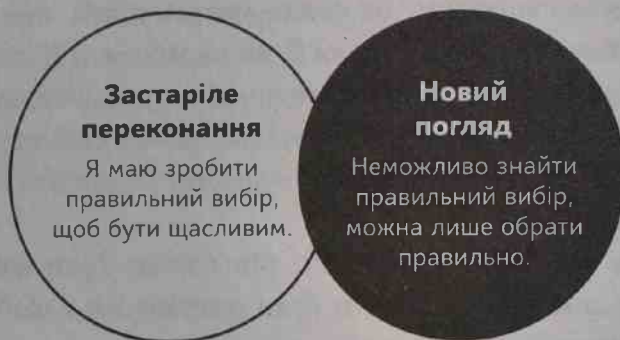 Застаріле
переконання
Я маю зробити
правильний вибір,
щоб бути щасливим.
Новий
погляд
Неможливо знайти
правильний вибір,
можна лише обрати
правильно.